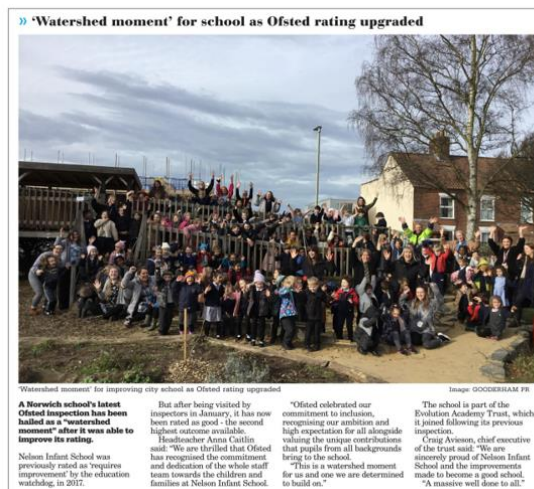 » ‘Watershed moment’ for school as Ofsted rating upgraded
‘Watershed moment’ for improving city school as Ofsted rating upgraded
Image: GOODERHAM PR
A Norwich school’s latest
Ofsted inspection has been
hailed as a “watershed
moment” after it was able to
improve its rating.
Nelson Infant School was
previously rated as ‘requires
improvement’ by the education
watchdog, in 2017.
But after being visited by
inspectors in January, it has now
been rated as good - the second
highest outcome available.
Headteacher Anna Caitlin
said: “We are thrilled that Ofsted
has recognised the commitment
and dedication of the whole staff
team towards the children and
families at Nelson Infant School.
“Ofsted celebrated our
commitment to inclusion,
recognising our ambition and
high expectation for all alongside
valuing the unique contributions
that pupils from all backgrounds
bring to the school.
“This is a watershed moment
for us and one we are determined
to build on.”
The school is part of the
Evolution Academy Trust, which
it joined following its previous
inspection.
Craig Avieson, chief executive
of the trust said: “We are
sincerely proud of Nelson Infant
School and the improvements
made to become a good school.
“A massive well done to all.”